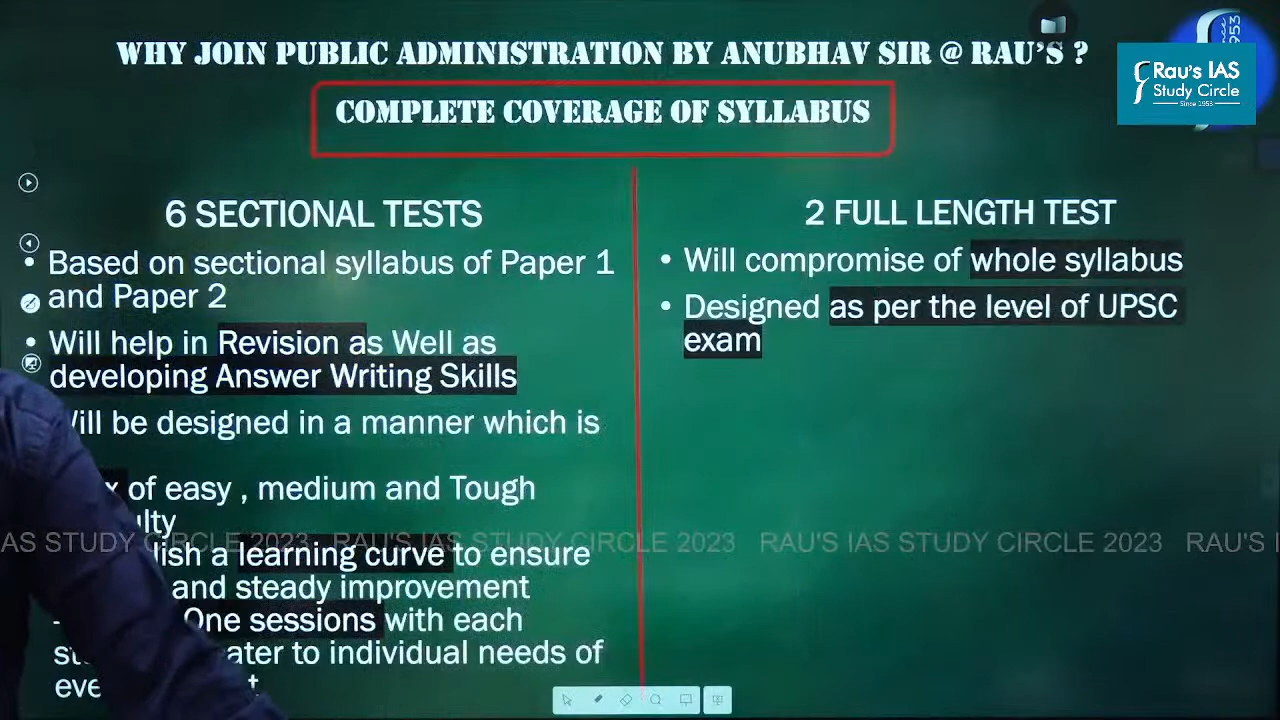 WHY JOIN PUBLIC ADMINISTRATION BY ANUBHAV SIR @ RAU'S ?
Rau's IAS
Study Circle
Since 1953
COMPLETE COVERAGE OF SYLLABUS
6 SECTIONAL TESTS
• Based on sectional syllabus of Paper 1
and Paper 2
• Will help in Revision as Well as
developing Answer Writing Skills
be designed in a manner which is
of easy , medium and Tough
a learning curve to ensure
and steady improvement
One sessions with each
to individual needs of
2 FULL LENGTH TEST
• Will compromise of whole syllabus
• Designed as per the level of UPSC
exam
IAS STUDY CIRCLE 2023 RAU'S IAS STUDY CIRCLE 2023 RAU'S IAS STUDY CIRCLE 2023 RAU'S